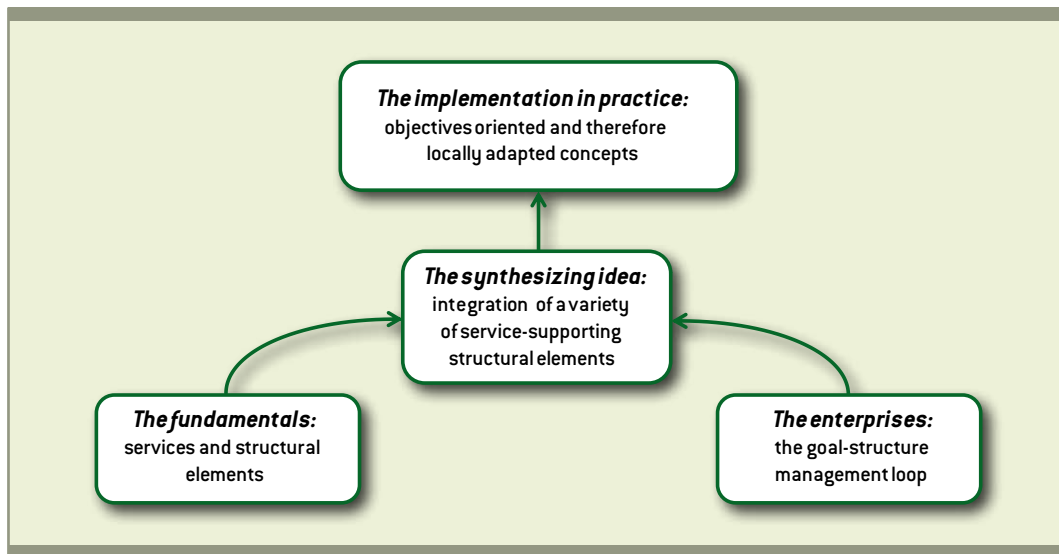 The implementation in practice:
objectives oriented and therefore
locally adapted concepts
The synthesizing idea:
integration of a variety
of service-supporting
structural elements
The fundamentals:
services and structural
elements
The enterprises:
the goal-structure
management loop